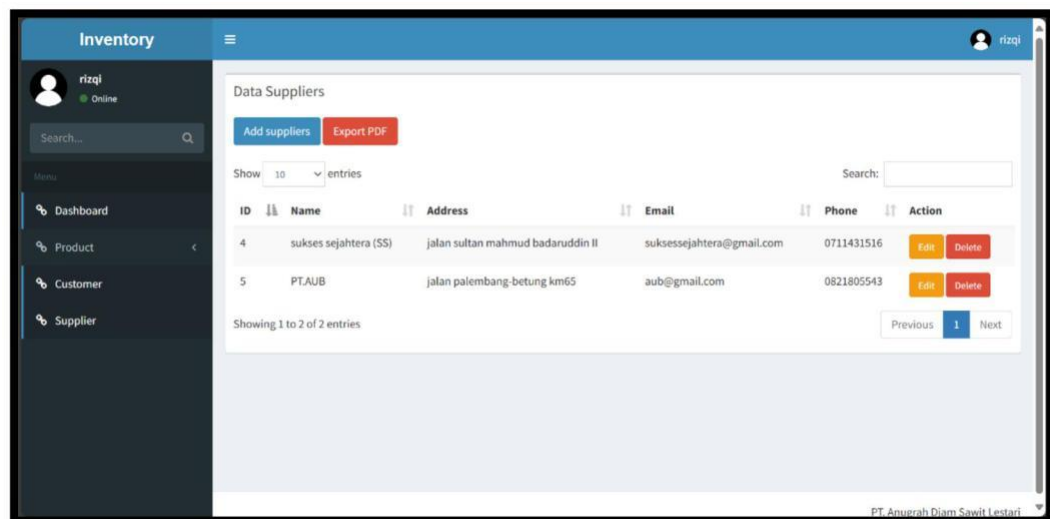 Inventory
rizqi
rizqi
Online
Search...
Menu
Dashboard
Product
Customer
Supplier
Data Suppliers
Add suppliers Export PDF
Show 10 entries Search:
ID Name Address Email Phone Action
4 sukses sejahtera (SS) jalan sultan mahmud badaruddin II suksessejahtera@gmail.com 0711431516 Edit Delete
5 PT.AUB jalan palembang-betung km65 aub@gmail.com 0821805543 Edit Delete
Showing 1 to 2 of 2 entries Previous 1 Next
PT. Anugrah Diam Sawit Lestari